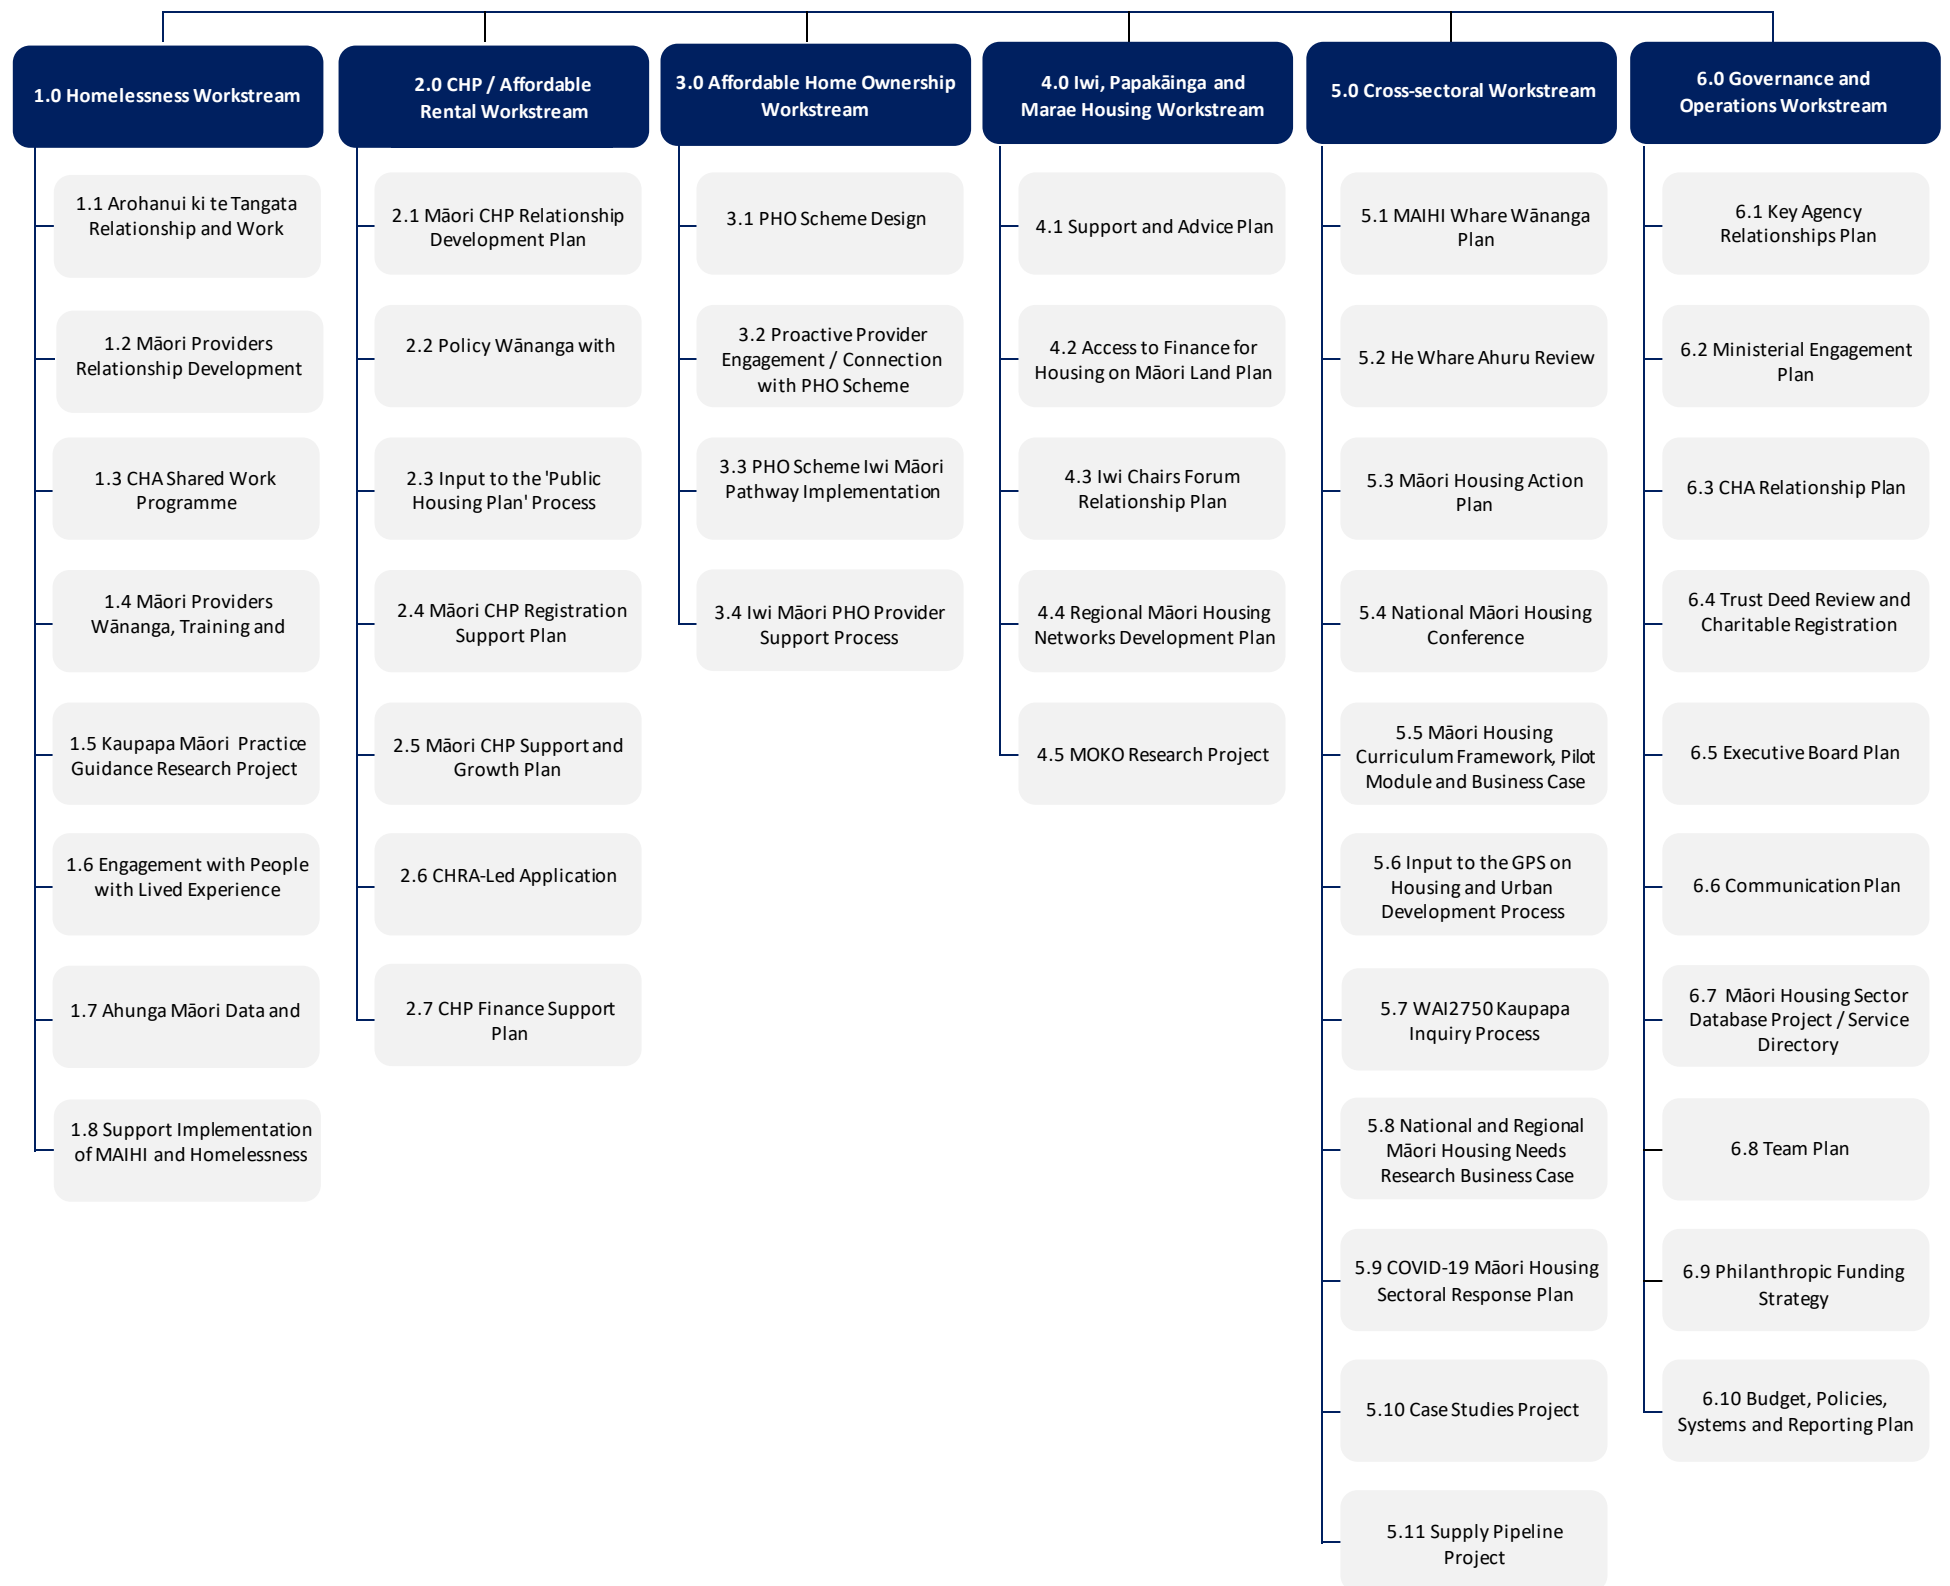 1.0 Homelessness Workstream
1.1 Arohanui ki te Tangata
Relationship and Work
1.2 Māori Providers
Relationship Development
1.3 CHA Shared Work
Programme
1.4 Māori Providers
Wānanga, Training and
1.5 Kaupapa Māori Practice
Guidance Research Project
1.6 Engagement with People
with Lived Experience
1.7 Ahunga Māori Data and
1.8 Support Implementation
of MAIHI and Homelessness
2.0 CHP / Affordable
Rental Workstream
2.1 Māori CHP Relationship
Development Plan
2.2 Policy Wānanga with
2.3 Input to the 'Public
Housing Plan' Process
2.4 Māori CHP Registration
Support Plan
2.5 Māori CHP Support and
Growth Plan
2.6 CHRA-Led Application
2.7 CHP Finance Support
Plan
3.0 Affordable Home Ownership
Workstream
3.1 PHO Scheme Design
3.2 Proactive Provider
Engagement / Connection
with PHO Scheme
3.3 PHO Scheme Iwi Māori
Pathway Implementation
3.4 Iwi Māori PHO Provider
Support Process
4.0 Iwi, Papakāinga and
Marae Housing Workstream
4.1 Support and Advice Plan
4.2 Access to Finance for
Housing on Māori Land Plan
4.3 Iwi Chairs Forum
Relationship Plan
4.4 Regional Māori Housing
Networks Development Plan
4.5 MOKO Research Project
5.0 Cross-sectoral Workstream
5.1 MAIHI Whare Wānanga
Plan
5.2 He Whare Ahuru Review
5.3 Māori Housing Action
Plan
5.4 National Māori Housing
Conference
5.5 Māori Housing
Curriculum Framework, Pilot
Module and Business Case
5.6 Input to the GPS on
Housing and Urban
Development Process
5.7 WAI2750 Kaupapa
Inquiry Process
5.8 National and Regional
Māori Housing Needs
Research Business Case
5.9 COVID-19 Māori Housing
Sectoral Response Plan
5.10 Case Studies Project
5.11 Supply Pipeline
Project
6.0 Governance and
Operations Workstream
6.1 Key Agency
Relationships Plan
6.2 Ministerial Engagement
Plan
6.3 CHA Relationship Plan
6.4 Trust Deed Review and
Charitable Registration
6.5 Executive Board Plan
6.6 Communication Plan
6.7 Māori Housing Sector
Database Project / Service
Directory
6.8 Team Plan
6.9 Philanthropic Funding
Strategy
6.10 Budget, Policies,
Systems and Reporting Plan